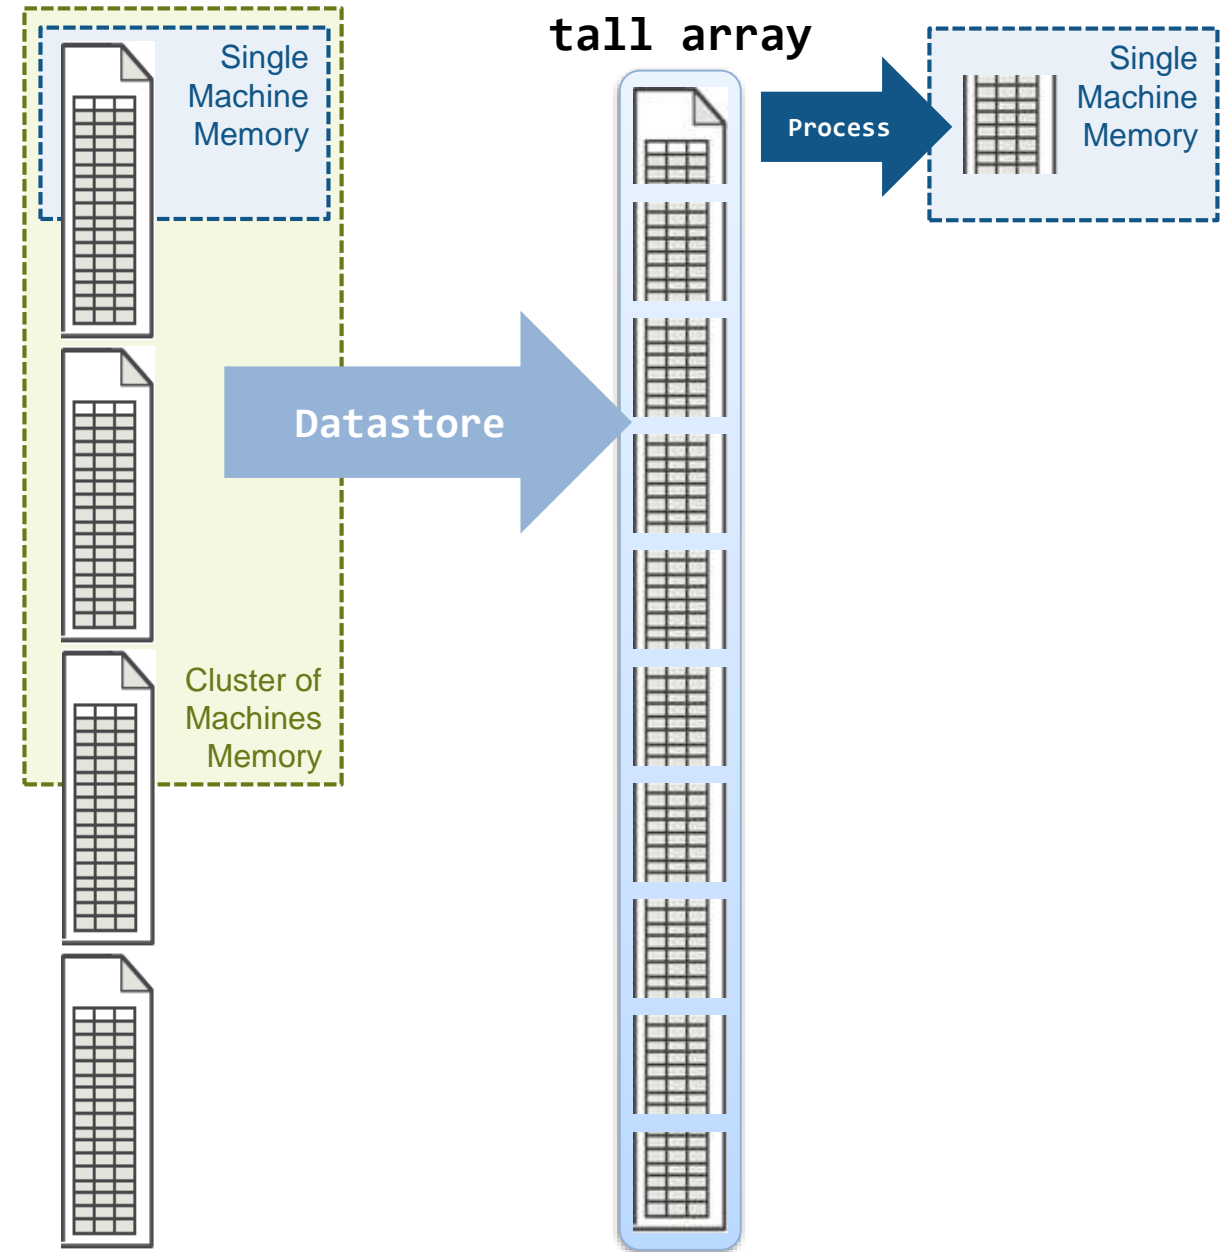 tall array
Single
Machine
Memory
Process
Single
Machine
Memory
Datastore
Cluster of
Machines
Memory